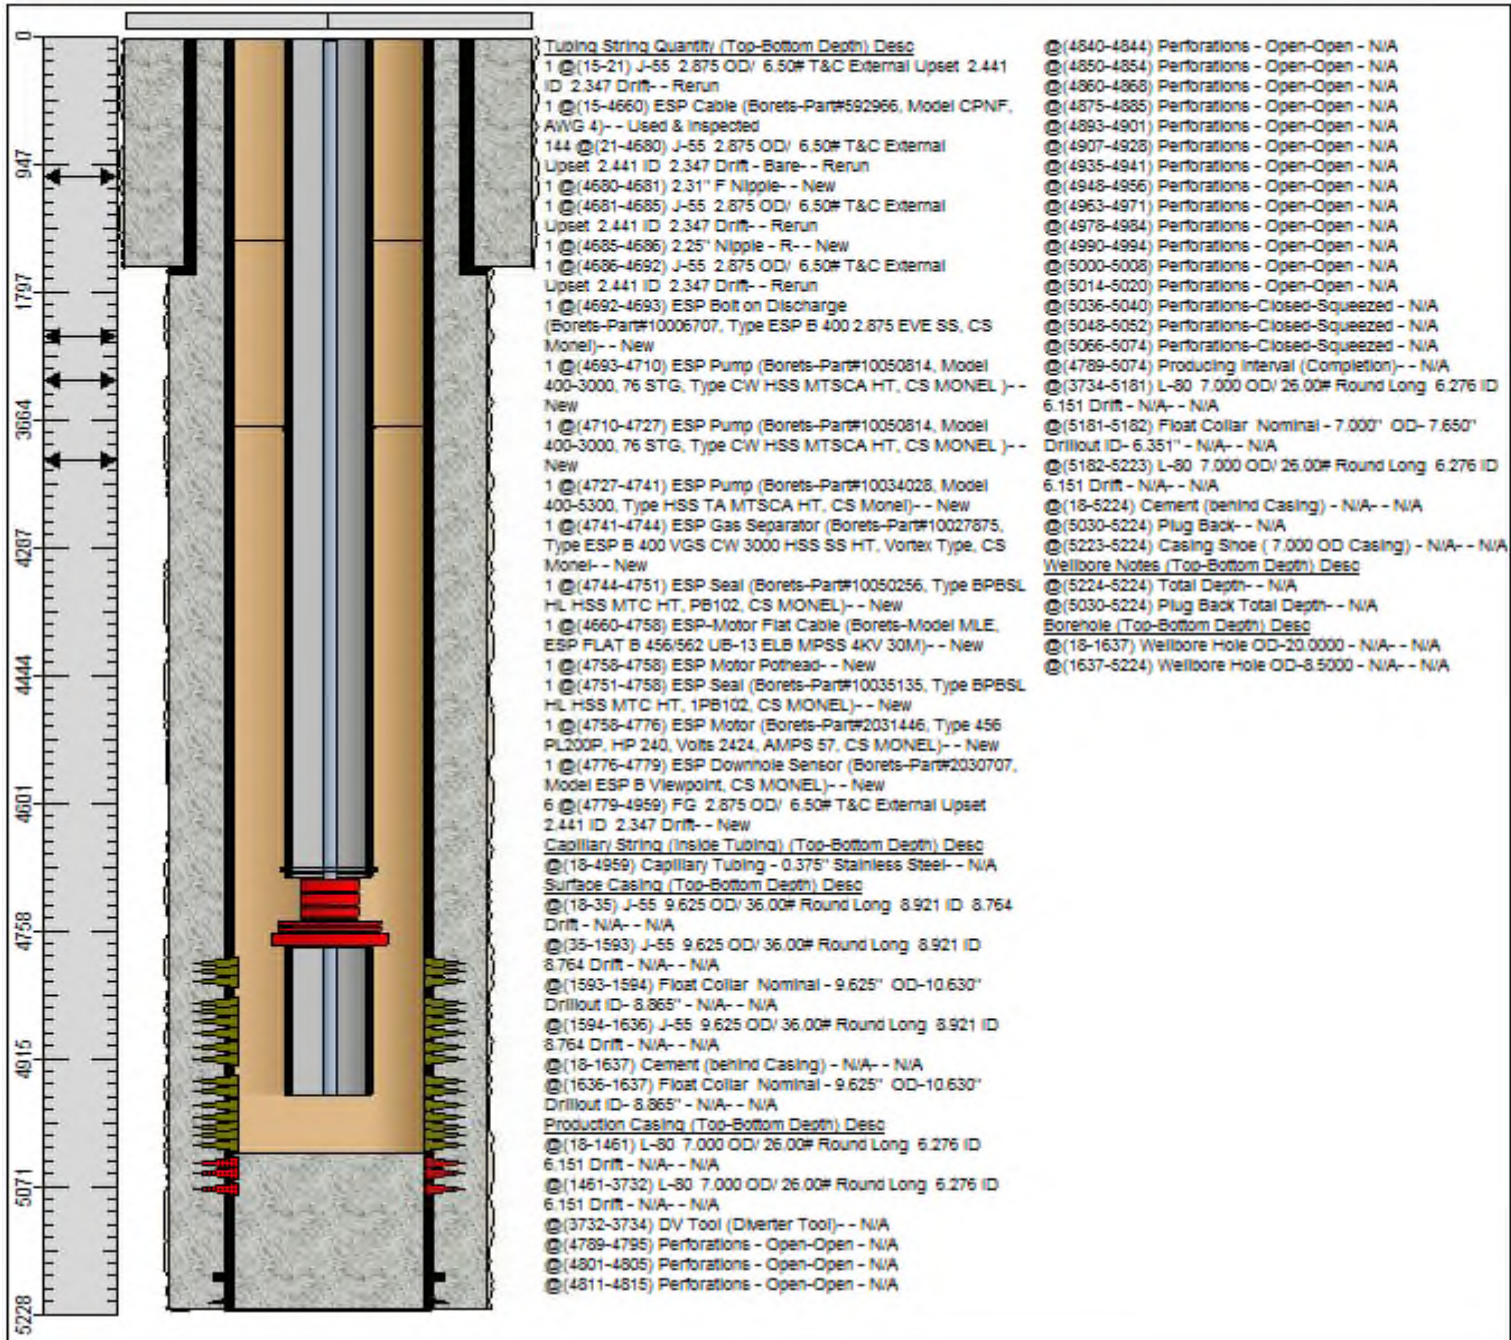 0
947
1797
3664
4287
4444
4601
4758
4915
5071
5228
Tubing String Quantity (Top-Bottom Depth) Desc
1 @(15-21) J-55 2.875 OD/ 6.50# T&C External Upset 2.441
ID 2.347 Drift- - Rerun
1 @(15-4660) ESP Cable (Borets-Part#592966, Model CPNF,
AWG 4)- - Used & Inspected
144 @(21-4680) J-55 2.875 OD/ 6.50# T&C External
Upset 2.441 ID 2.347 Drift - Bare- - Rerun
1 @(4680-4681) 2.31" F Nipple- - New
1 @(4681-4685) J-55 2.875 OD/ 6.50# T&C External
Upset 2.441 ID 2.347 Drift- - Rerun
1 @(4685-4686) 2.25" Nipple - R- - New
1 @(4686-4692) J-55 2.875 OD/ 6.50# T&C External
Upset 2.441 ID 2.347 Drift- - Rerun
1 @(4692-4693) ESP Bolt on Discharge
(Borets-Part#10006707, Type ESP B 400 2.875 EVE SS, CS
Monel)- - New
1 @(4693-4710) ESP Pump (Borets-Part#10050814, Model
400-3000, 76 STG, Type CW HSS MTSCA HT, CS MONEL )- -
New
1 @(4710-4727) ESP Pump (Borets-Part#10050814, Model
400-3000, 76 STG, Type CW HSS MTSCA HT, CS MONEL )- -
New
1 @(4727-4741) ESP Pump (Borets-Part#10034028, Model
400-5300, Type HSS TA MTSCA HT, CS Monel)- - New
1 @(4741-4744) ESP Gas Separator (Borets-Part#10027875,
Type ESP B 400 VGS CW 3000 HSS SS HT, Vortex Type, CS
Monel- - New
1 @(4744-4751) ESP Seal (Borets-Part#10050256, Type BPBSL
HL HSS MTC HT, PB102, CS MONEL)- - New
1 @(4660-4758) ESP-Motor Flat Cable (Borets-Model MLE,
ESP FLAT B 456/562 UB-13 ELB MPSS 4KV 30M)- - New
1 @(4758-4758) ESP Motor Pothead- - New
1 @(4751-4758) ESP Seal (Borets-Part#10035135, Type BPBSL
HL HSS MTC HT, 1PB102, CS MONEL)- - New
1 @(4758-4776) ESP Motor (Borets-Part#2031446, Type 456
PL200P, HP 240, Volts 2424, AMPS 57, CS MONEL)- - New
1 @(4776-4779) ESP Downhole Sensor (Borets-Part#2030707,
Model ESP B Viewpoint, CS MONEL)- - New
6 @(4779-4959) FG 2.875 OD/ 6.50# T&C External Upset
2.441 ID 2.347 Drift- - New
Capillary String (Inside Tubing) (Top-Bottom Depth) Desc
@(18-4959) Capillary Tubing - 0.375" Stainless Steel- - N/A
Surface Casing (Top-Bottom Depth) Desc
@(18-35) J-55 9.625 OD/ 36.00# Round Long 8.921 ID 8.764
Drift - N/A- - N/A
@(35-1593) J-55 9.625 OD/ 36.00# Round Long 8.921 ID
8.764 Drift - N/A- - N/A
@(1593-1594) Float Collar Nominal - 9.625" OD-10.630"
Drillout ID- 8.865" - N/A- - N/A
@(1594-1636) J-55 9.625 OD/ 36.00# Round Long 8.921 ID
8.764 Drift - N/A- - N/A
@(18-1637) Cement (behind Casing) - N/A- - N/A
@(1636-1637) Float Collar Nominal - 9.625" OD-10.630"
Drillout ID- 8.865" - N/A- - N/A
Production Casing (Top-Bottom Depth) Desc
@(18-1461) L-80 7.000 OD/ 26.00# Round Long 6.276 ID
6.151 Drift - N/A- - N/A
@(1461-3732) L-80 7.000 OD/ 26.00# Round Long 6.276 ID
6.151 Drift - N/A- - N/A
@(3732-3734) DV Tool (Diverter Tool)- - N/A
@(4789-4795) Perforations - Open-Open - N/A
@(4801-4805) Perforations - Open-Open - N/A
@(4811-4815) Perforations - Open-Open - N/A
@(4840-4844) Perforations - Open-Open - N/A
@(4850-4854) Perforations - Open-Open - N/A
@(4860-4868) Perforations - Open-Open - N/A
@(4875-4885) Perforations - Open-Open - N/A
@(4893-4901) Perforations - Open-Open - N/A
@(4907-4928) Perforations - Open-Open - N/A
@(4935-4941) Perforations - Open-Open - N/A
@(4948-4956) Perforations - Open-Open - N/A
@(4963-4971) Perforations - Open-Open - N/A
@(4978-4984) Perforations - Open-Open - N/A
@(4990-4994) Perforations - Open-Open - N/A
@(5000-5008) Perforations - Open-Open - N/A
@(5014-5020) Perforations - Open-Open - N/A
@(5036-5040) Perforations-Closed-Squeezed - N/A
@(5048-5052) Perforations-Closed-Squeezed - N/A
@(5066-5074) Perforations-Closed-Squeezed - N/A
@(4789-5074) Producing Interval (Completion)- - N/A
@(3734-5181) L-80 7.000 OD/ 26.00# Round Long 6.276 ID
6.151 Drift - N/A- - N/A
@(5181-5182) Float Collar Nominal - 7.000" OD- 7.650"
Drillout ID- 6.351" - N/A- - N/A
@(5182-5223) L-80 7.000 OD/ 26.00# Round Long 6.276 ID
6.151 Drift - N/A- - N/A
@(18-5224) Cement (behind Casing) - N/A- - N/A
@(5030-5224) Plug Back- - N/A
@(5223-5224) Casing Shoe ( 7.000 OD Casing) - N/A- - N/A
Wellbore Notes (Top-Bottom Depth) Desc
@(5224-5224) Total Depth- - N/A
@(5030-5224) Plug Back Total Depth- - N/A
Borehole (Top-Bottom Depth) Desc
@(18-1637) Wellbore Hole OD-20.0000 - N/A- - N/A
@(1637-5224) Wellbore Hole OD-8.5000 - N/A- - N/A